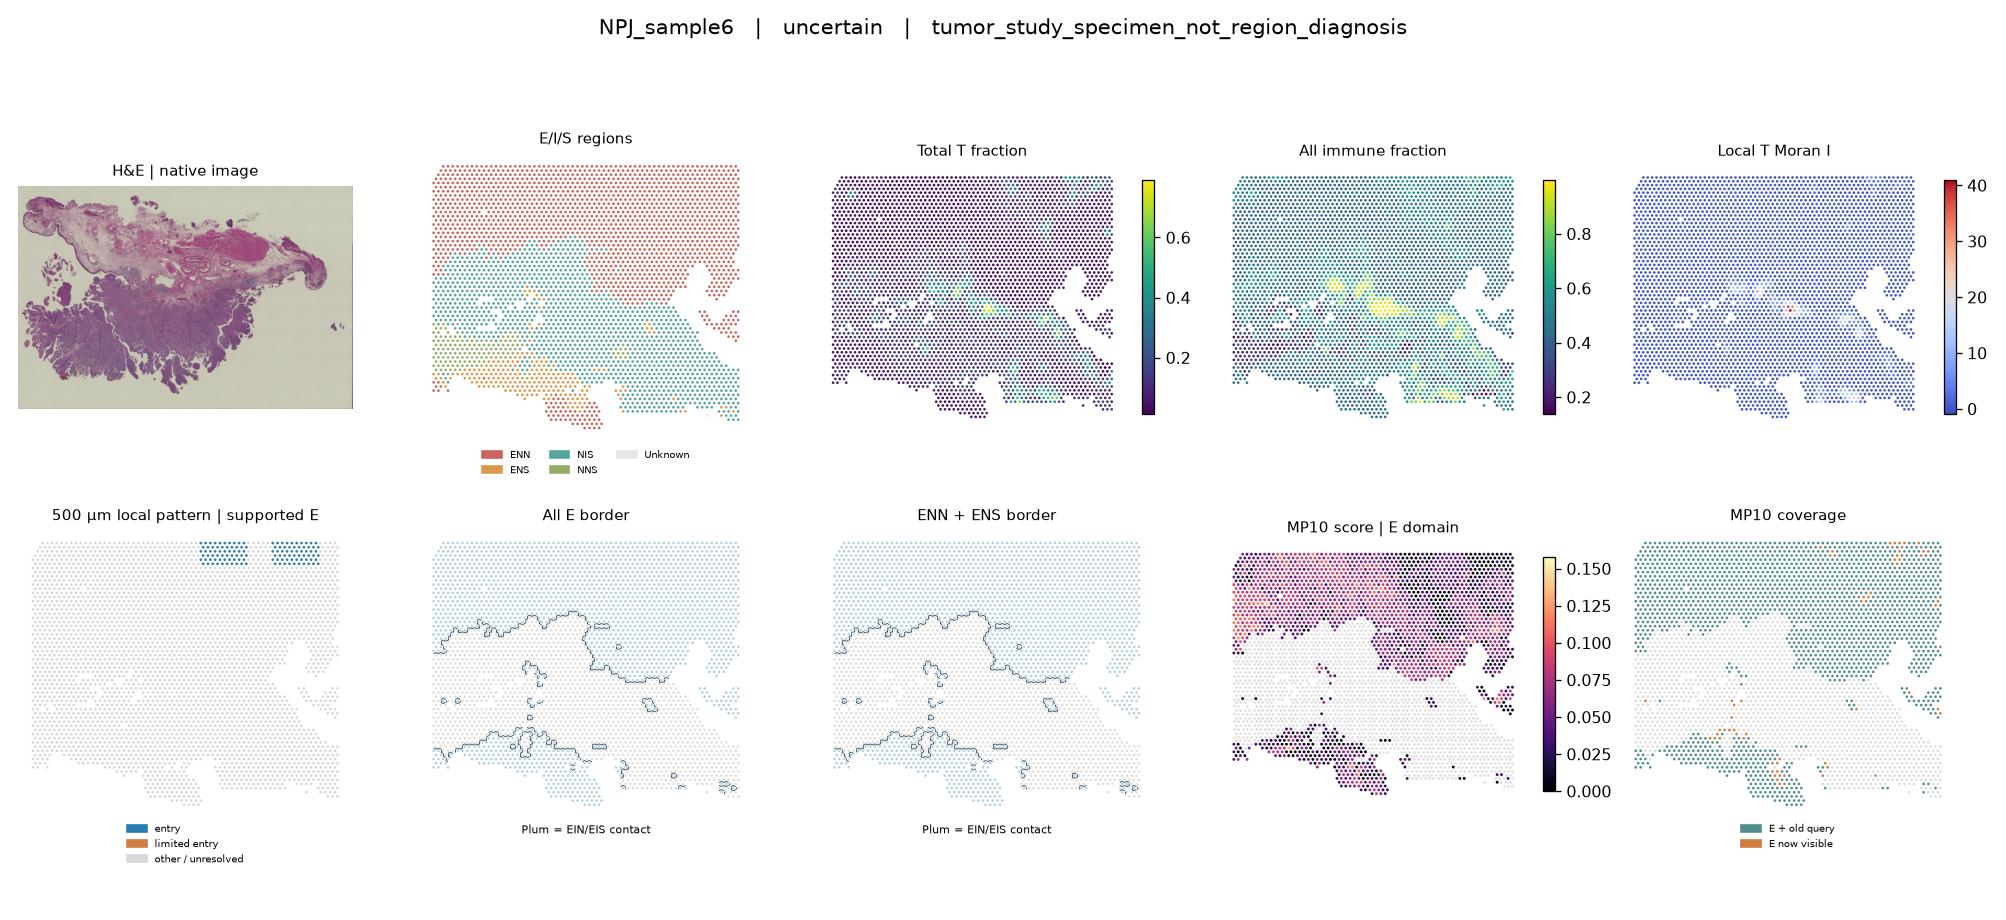 NPJ_sample6 | uncertain | tumor_study_specimen_not_region_diagnosis
H&E | native image
E/I/S regions
ENN
ENS
NIS
NNS
Unknown
Total T fraction
0.6
0.4
0.2
All immune fraction
0.8
0.6
0.4
0.2
Local T Moran I
40
30
20
10
0
500 µm local pattern | supported E
entry
limited entry
other / unresolved
All E border
Plum = EIN/EIS contact
ENN + ENS border
Plum = EIN/EIS contact
MP10 score | E domain
0.150
0.125
0.100
0.075
0.050
0.025
0.000
MP10 coverage
E + old query
E now visible